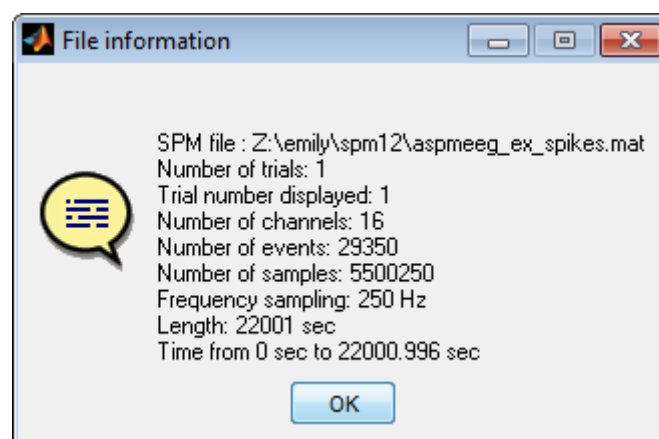 File information
SPM file : Z:\emily\spm12\aspmeeg_ex_spikes.mat
Number of trials: 1
Trial number displayed: 1
Number of channels: 16
Number of events: 29350
Number of samples: 5500250
Frequency sampling: 250 Hz
Length: 22001 sec
Time from 0 sec to 22000.996 sec
OK